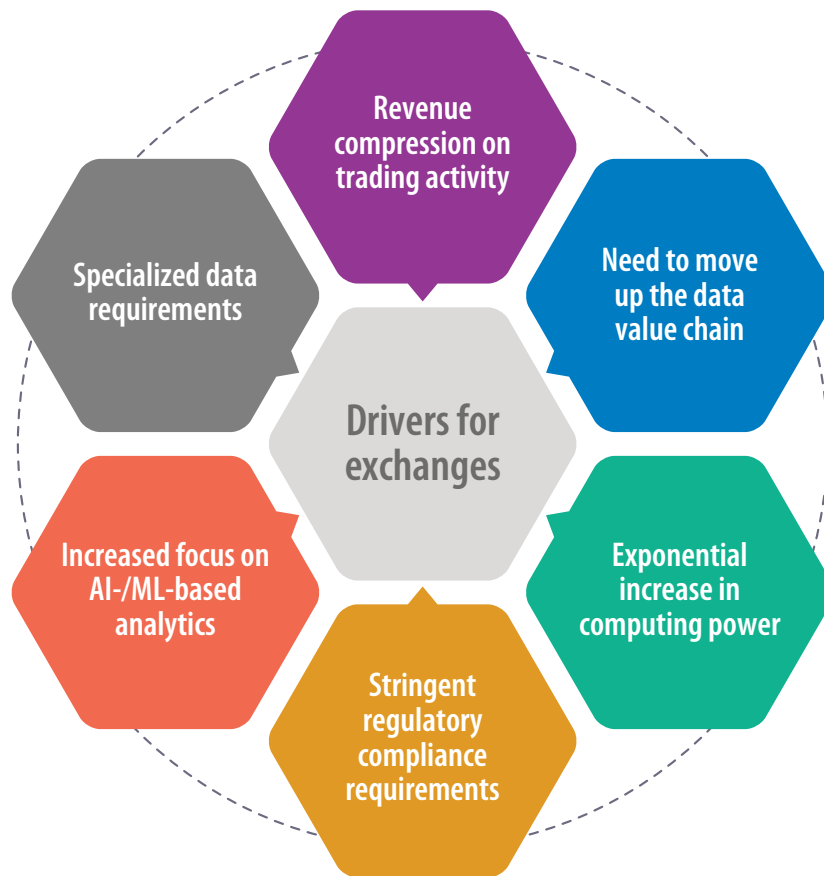 Revenue
compression on
trading activity
Need to move
up the data
value chain
Exponential
increase in
computing power
Stringent
regulatory
compliance
requirements
Increased focus on
AI-/ML-based
analytics
Specialized data
requirements
Drivers for
exchanges